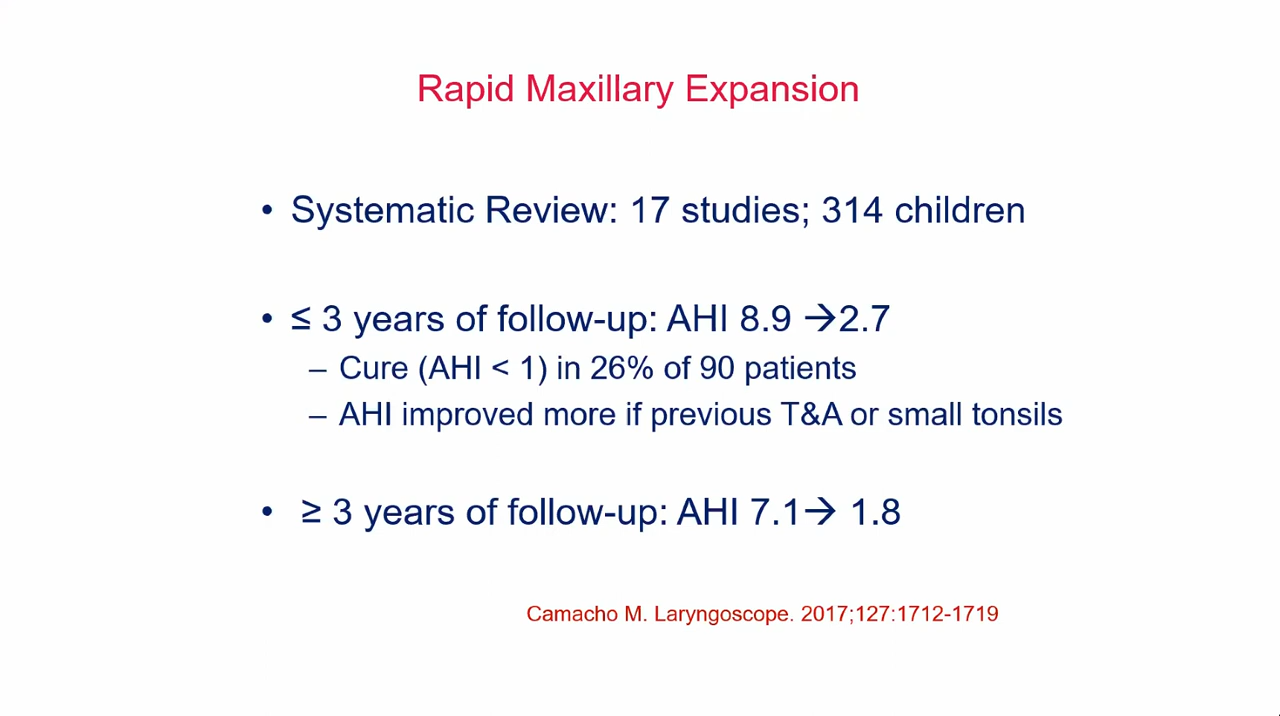 Rapid Maxillary Expansion
• Systematic Review: 17 studies; 314 children
• ≤ 3 years of follow-up: AHI 8.9 →2.7
– Cure (AHI < 1) in 26% of 90 patients
– AHI improved more if previous T&A or small tonsils
• ≥ 3 years of follow-up: AHI 7.1→ 1.8
Camacho M. Laryngoscope. 2017;127:1712-1719